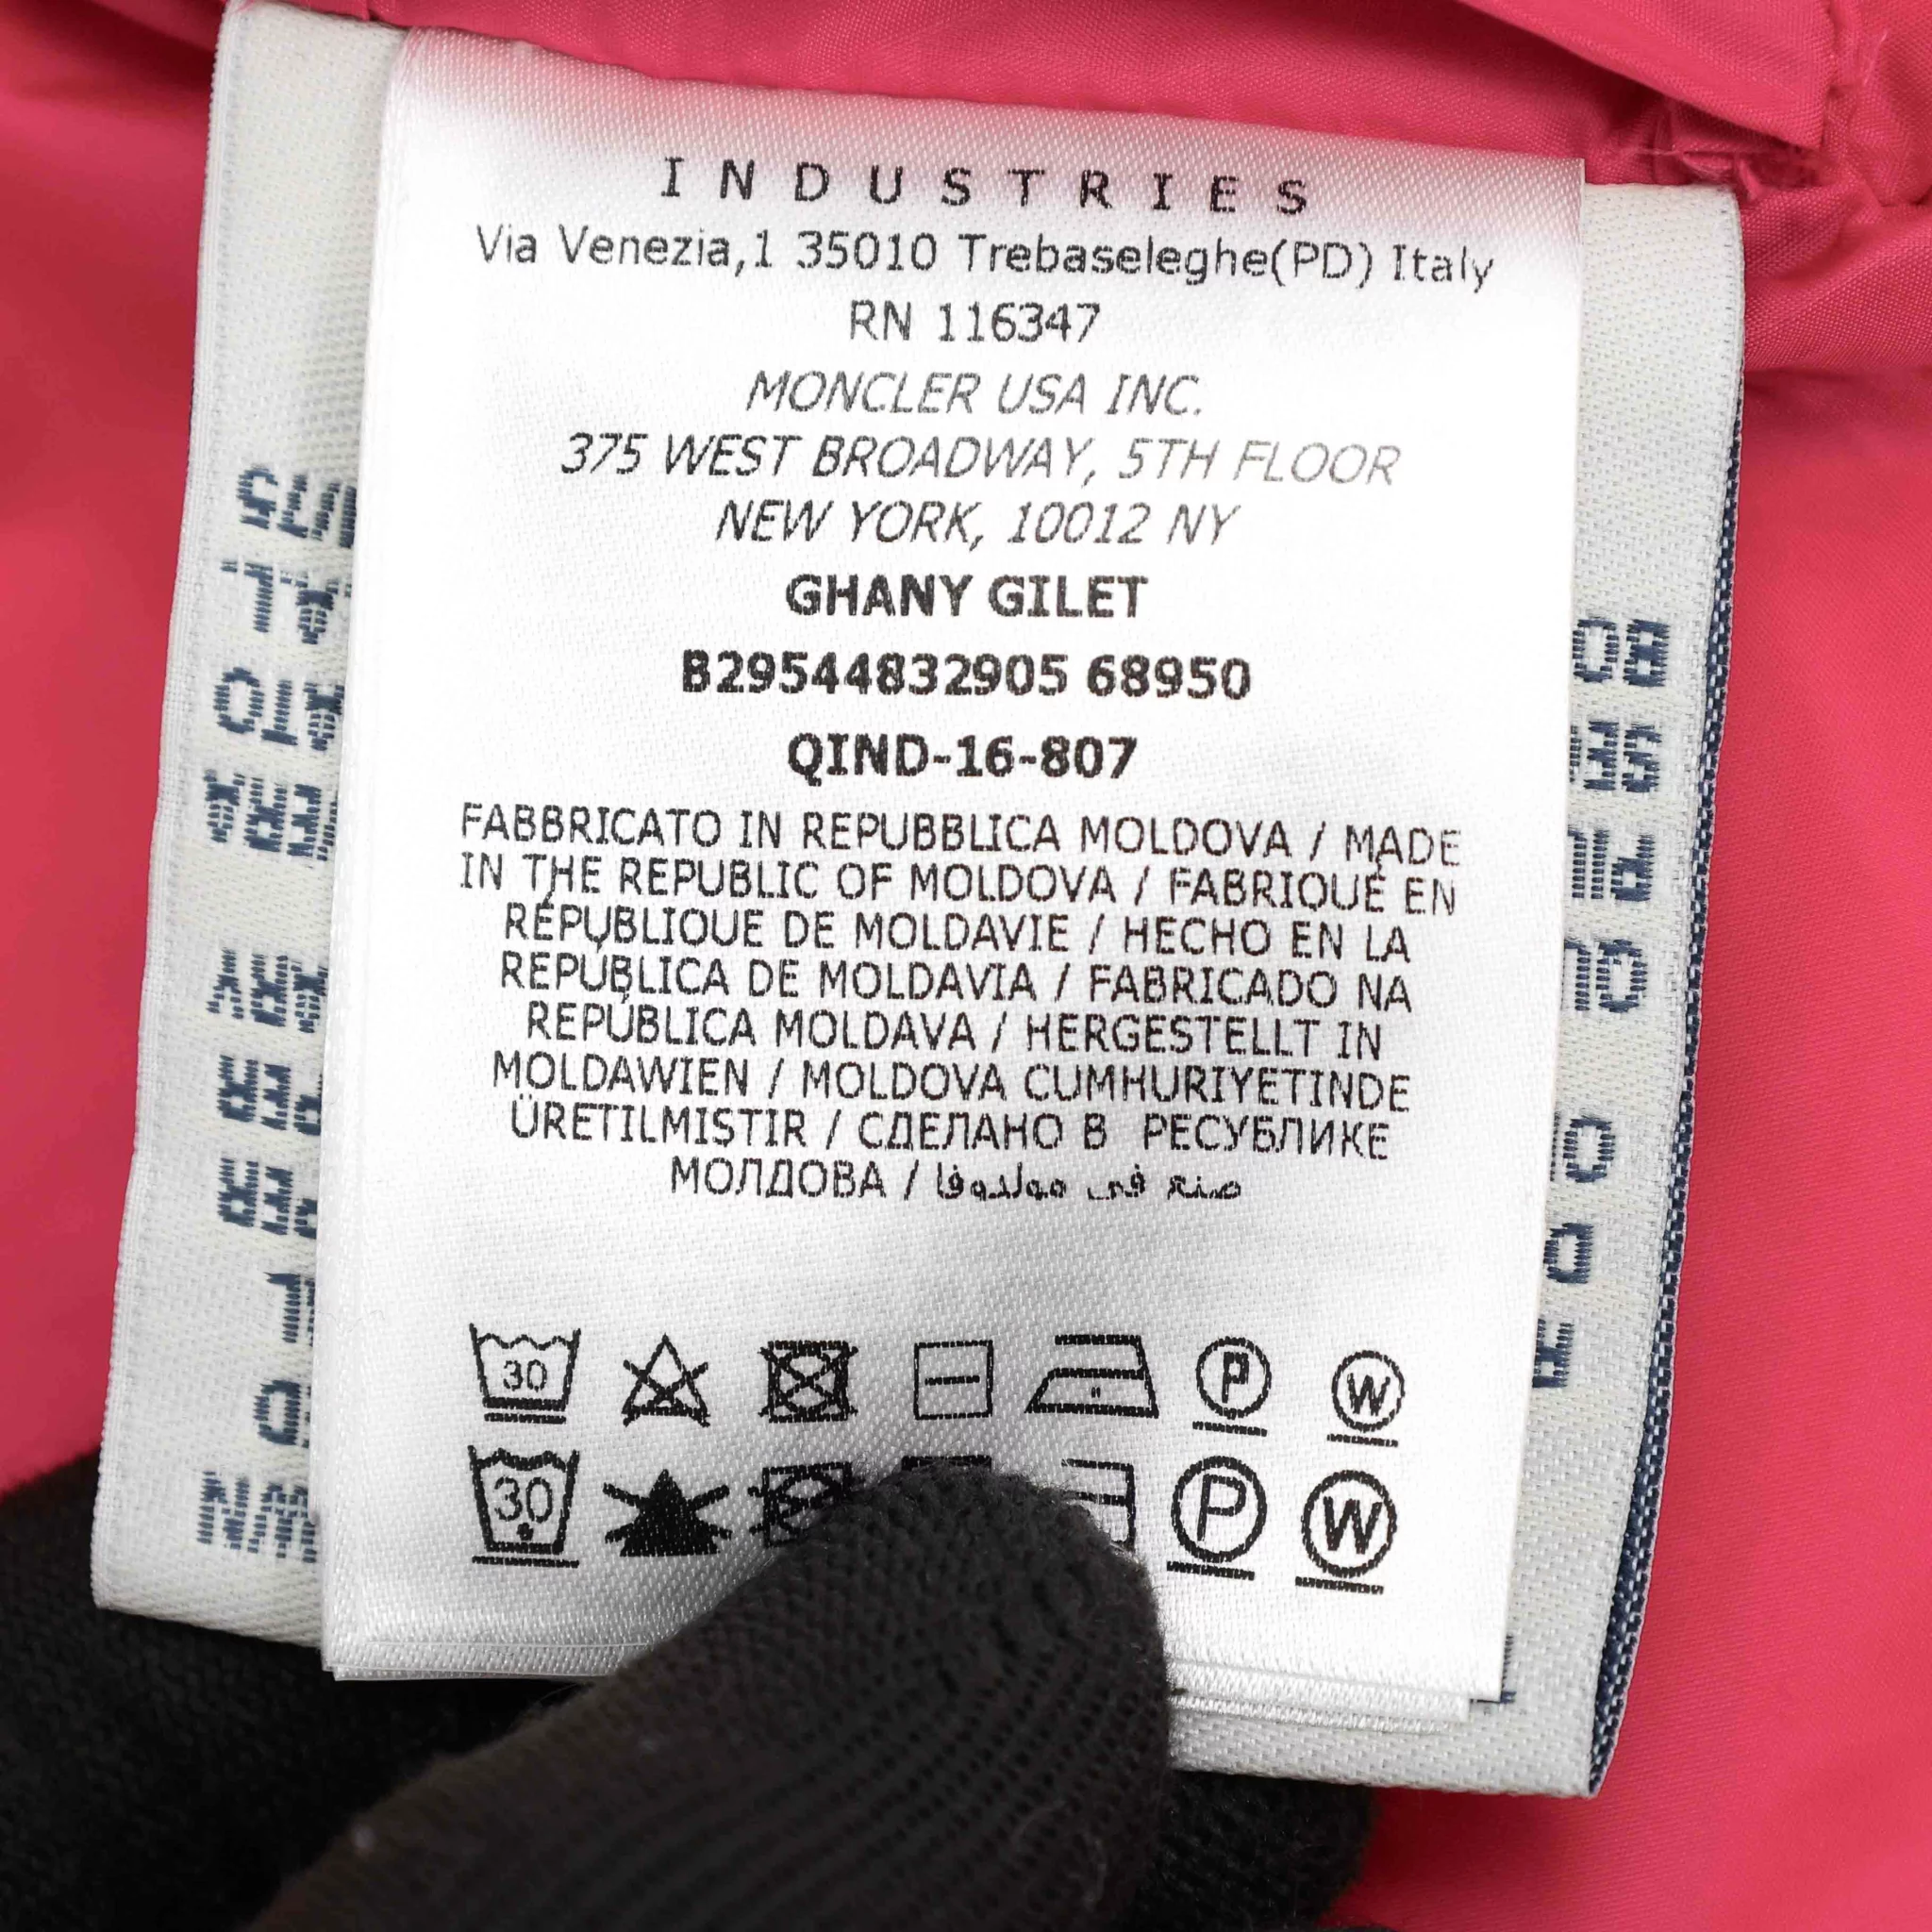 INDUSTRIES
Via Venezia,1 35010 Trebaseleghe(PD) Italy
RN 116347
MONCLER USA INC.
375 WEST BROADWAY, 5TH FLOOR
NEW YORK, 10012 NY
GHANY GILET
B29544832905 68950
QIND-16-807
FABBRICATO IN REPUBBLICA MOLDOVA / MADE
IN THE REPUBLIC OF MOLDOVA / FABRIQUÉ EN
RÉPUBLIQUE DE MOLDAVIE / HECHO EN LA
REPÚBLICA DE MOLDAVIA / FABRICADO NA
REPÚBLICA MOLDAVA / HERGESTELLT IN
MOLDAWIEN / MOLDOVA CUMHURIYETINDE
ÜRETILMIŞTIR / СДЕЛАНО В РЕСУБЛИКЕ
МОЛДОВА / صنع في مولدوفا
30 P W
30 P W